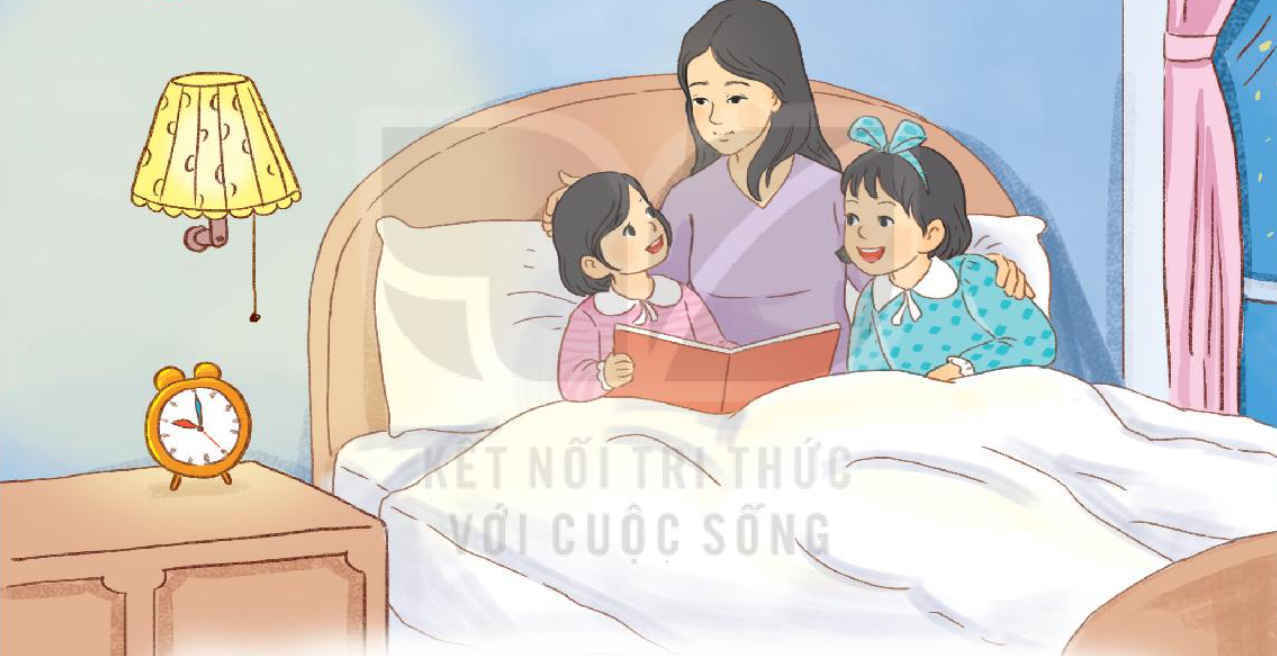 KẾT NỐI TRI THỨC
VỚI CUỘC SỐNG